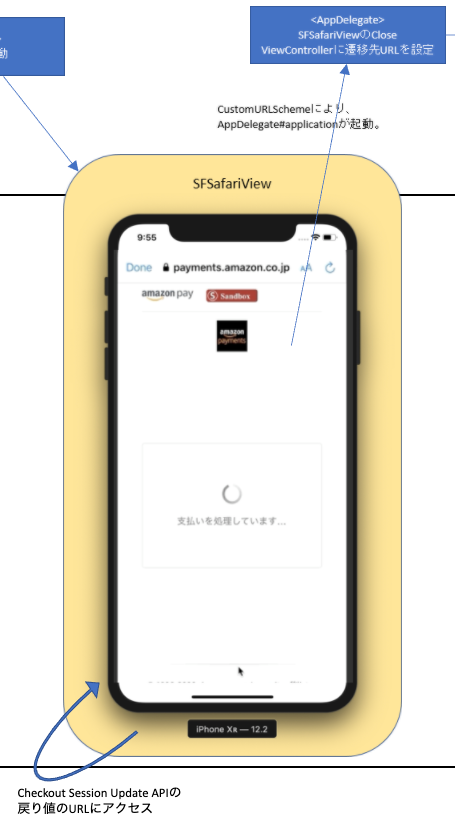 <AppDelegate>
SFSafariViewのClose
ViewControllerに遷移先URLを設定
動
CustomURLSchemeにより、
AppDelegate#applicationが起動。
SFSafariView
9:55
Done payments.amazon.co.jp AA
amazon pay S Sandbox
amazon
payments
支払いを処理しています...
iPhone XR — 12.2
Checkout Session Update APIの
戻り値のURLにアクセス